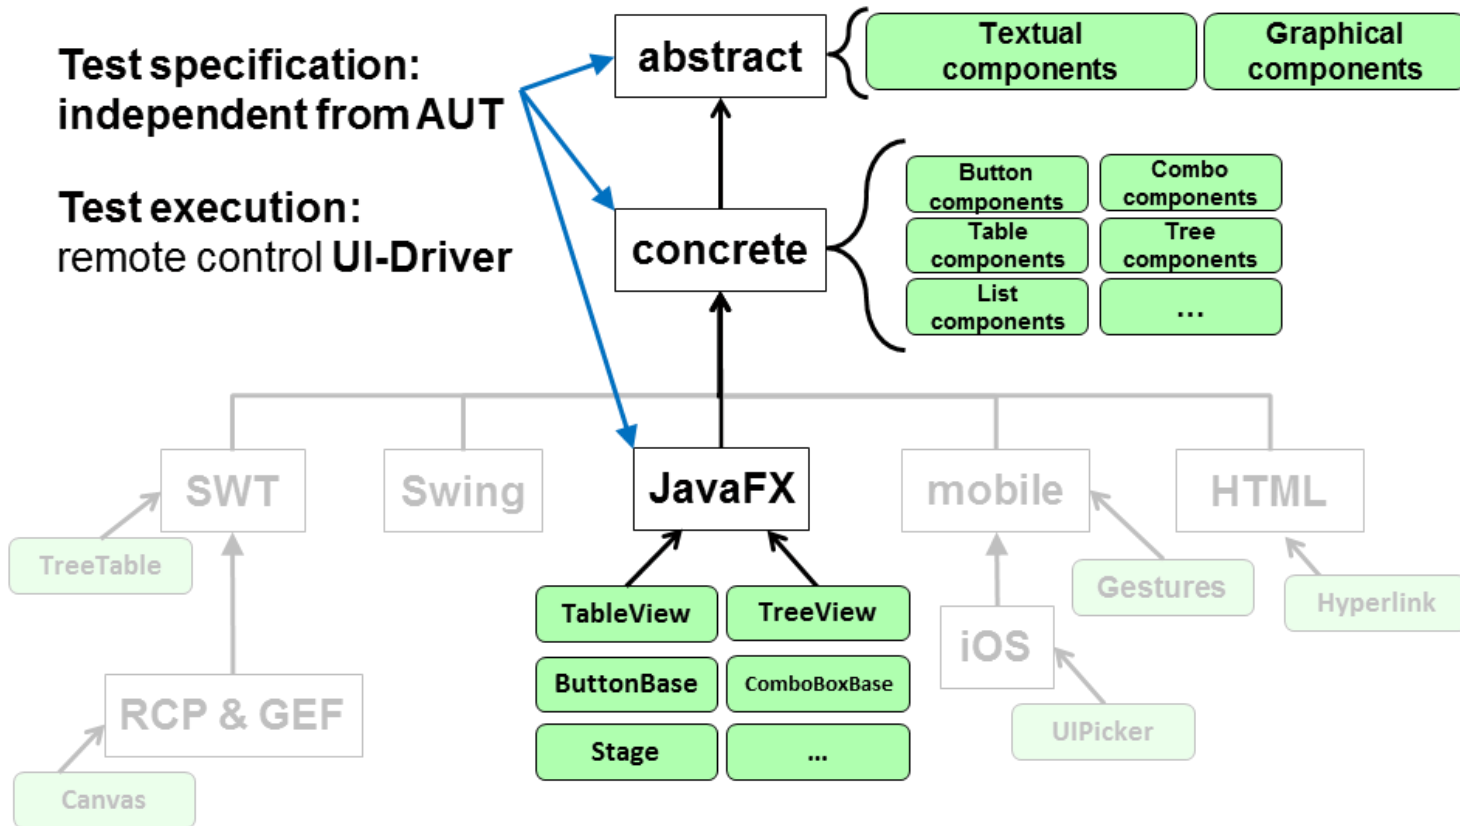 Test specification:
independent from AUT
Test execution:
remote control UI-Driver
abstract
Textual
components
Graphical
components
concrete
Button
components
Combo
components
Table
components
Tree
components
List
components
...
SWT
Swing
JavaFX
mobile
HTML
TreeTable
Gestures
Hyperlink
TableView
TreeView
iOS
ButtonBase
ComboBoxBase
RCP & GEF
UIPicker
Stage
...
Canvas